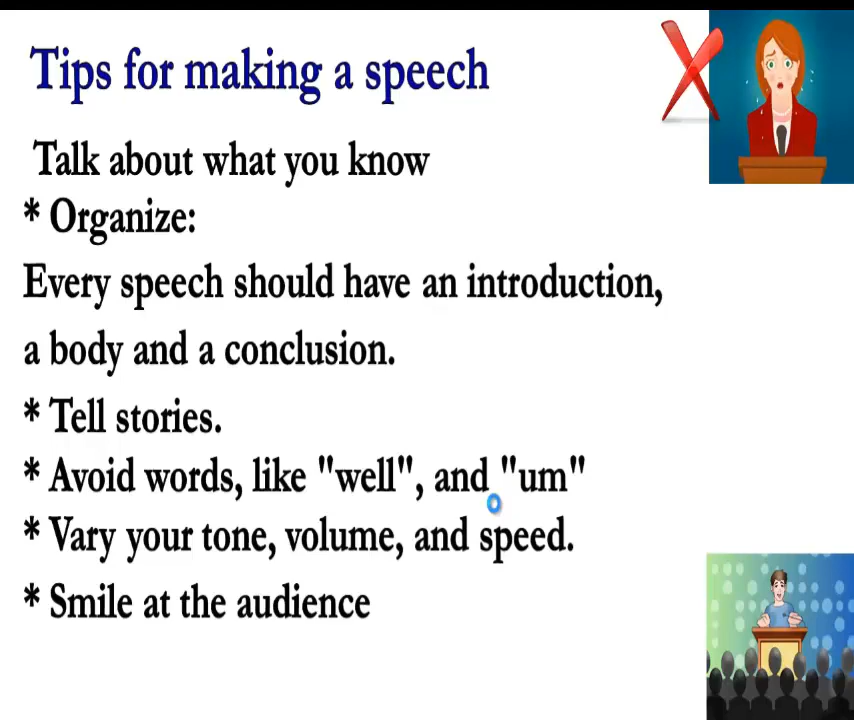 Tips for making a speech
Talk about what you know
* Organize:
Every speech should have an introduction,
a body and a conclusion.
* Tell stories.
* Avoid words, like "well", and "um"
* Vary your tone, volume, and speed.
* Smile at the audience